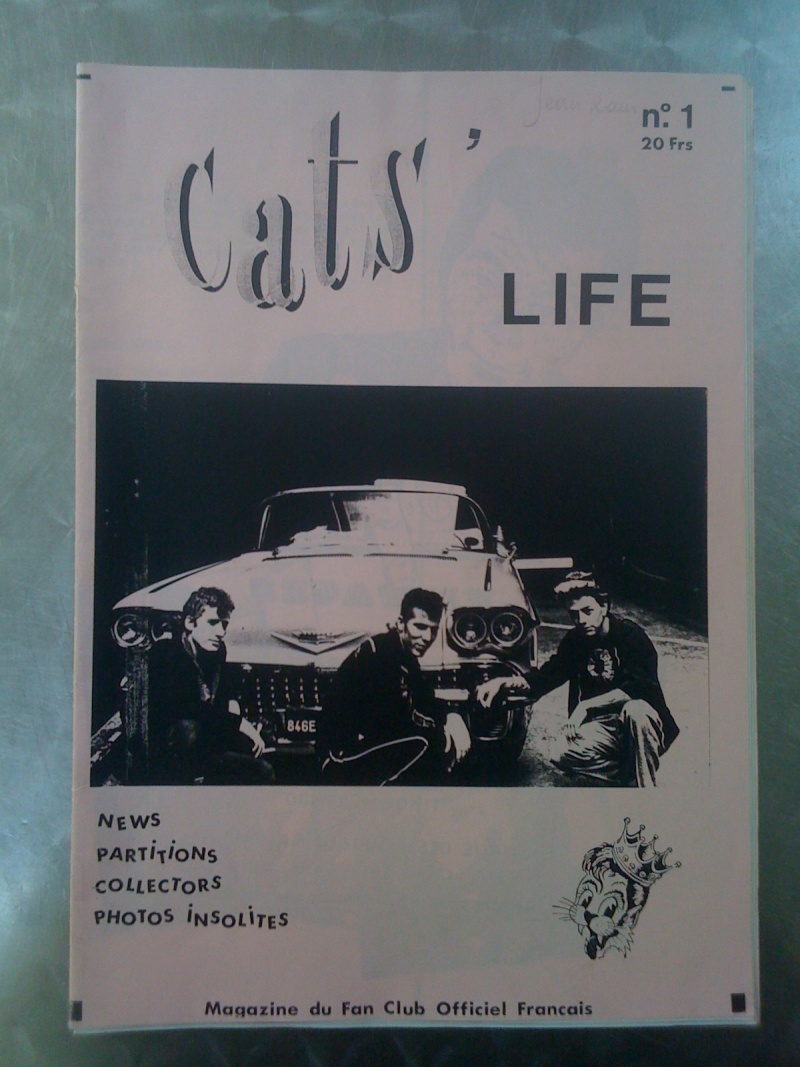 n° 1
20 Frs
Cats'
LIFE
846E
NEWS
PARTiTiONS
COLLECTORS
PHOTOS iNSOLiTES
Magazine du Fan Club Officiel Francais